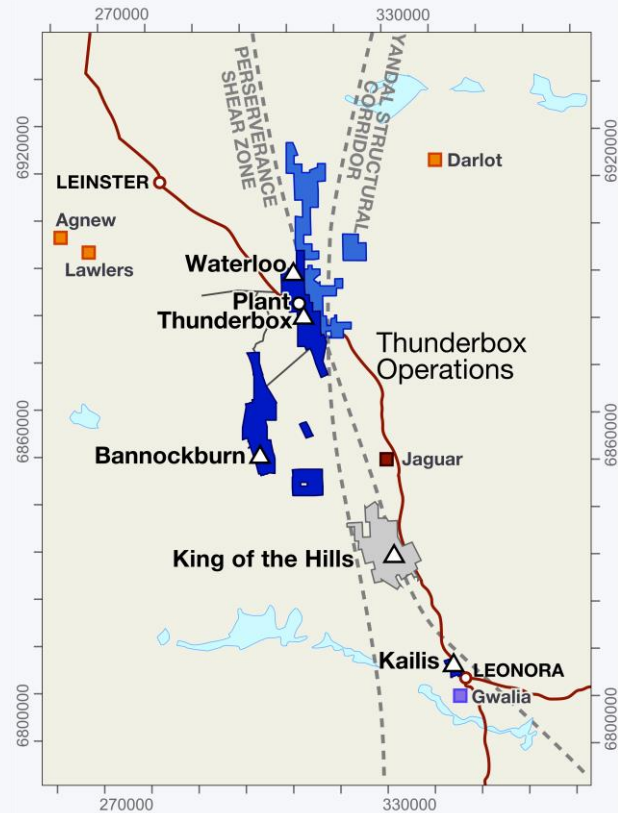 270000
330000
PERSERVERANCE
SHEAR ZONE
YANDAL STRUCTURAL
CORRIDOR
6920000
6920000
Darlot
LEINSTER
Agnew
Lawlers
Waterloo
Plant
Thunderbox
Thunderbox
Operations
6860000
6860000
Bannockburn
Jaguar
King of the Hills
Kailis
LEONORA
Gwalia
6800000
6800000
270000
330000